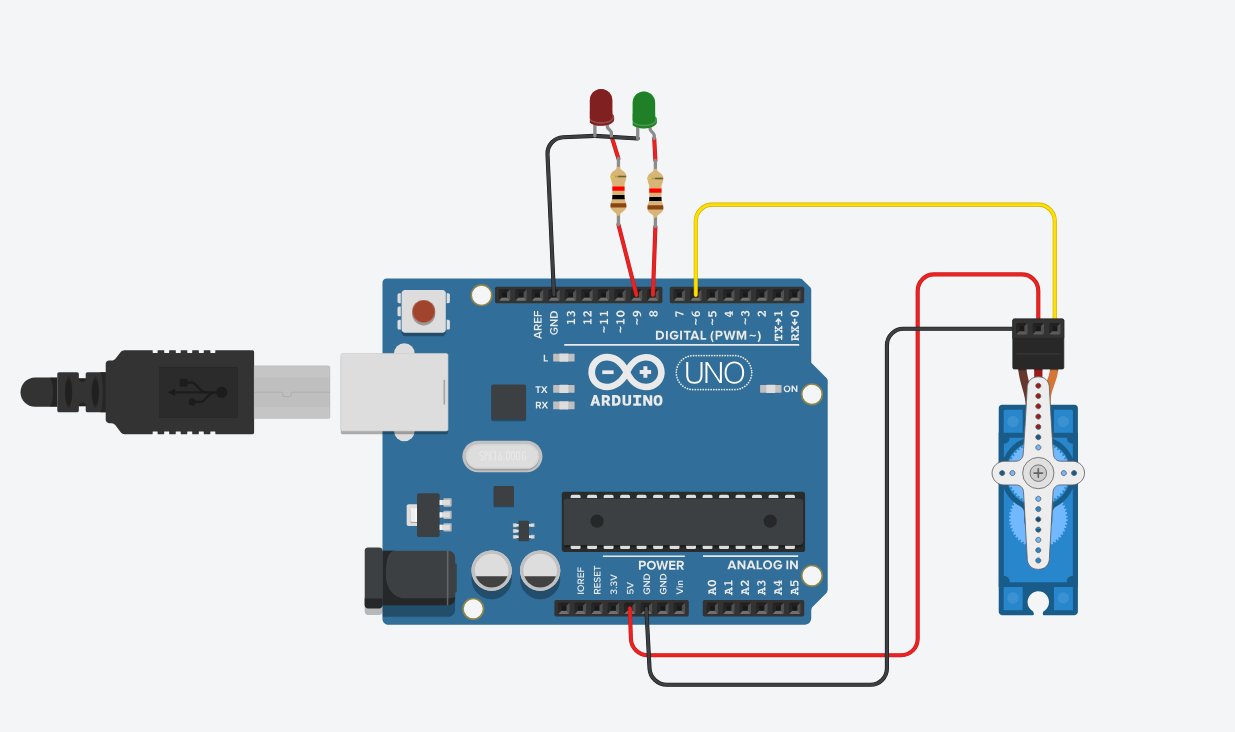 AREF
GND
13
12
~11
~10
~9
8
7
~6
~5
4
~3
2
TX→1
RX←0
DIGITAL (PWM~)
L
TX
RX
UNO
ON
ARDUINO
POWER
ANALOG IN
IOREF
RESET
3.3V
5V
GND
GND
Vin
A0
A1
A2
A3
A4
A5